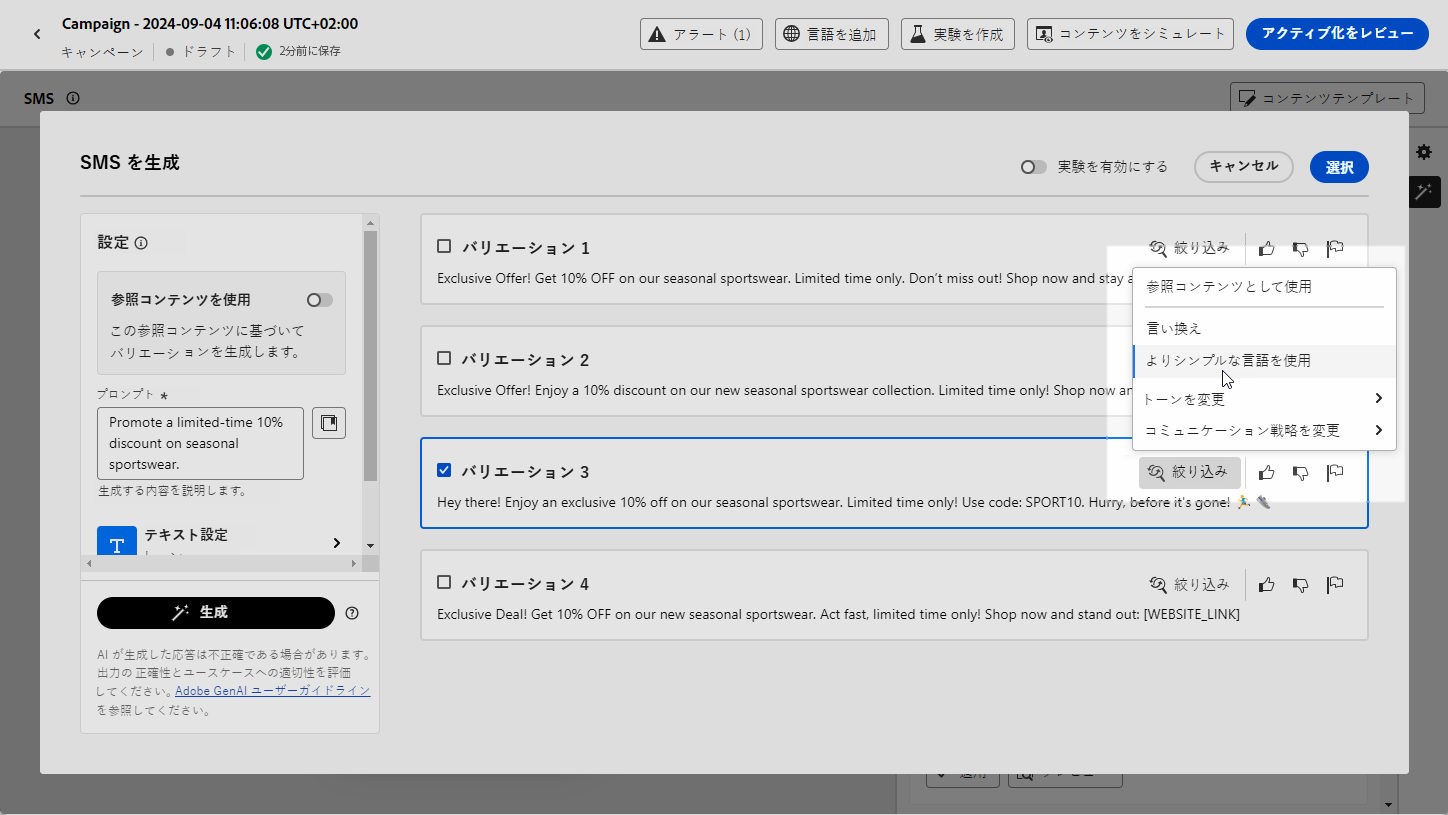 Campaign - 2024-09-04 11:06:08 UTC+02:00
キャンペーン
ドラフト
2分前に保存
アラート (1)
言語を追加
実験を作成
コンテンツをシミュレート
アクティブ化をレビュー
SMS
コンテンツテンプレート
SMS を生成
実験を有効にする
キャンセル
選択
設定
参照コンテンツを使用
この参照コンテンツに基づいて
バリエーションを生成します。
プロンプト *
Promote a limited-time 10%
discount on seasonal
sportswear.
生成する内容を説明します。
T
テキスト設定
生成
AI が生成した応答は不正確である場合があります。
出力の 正確性とユースケースへの適切性を評価
してください。Adobe GenAI ユーザーガイドライン
を参照してください。
バリエーション 1
絞り込み
Exclusive Offer! Get 10% OFF on our seasonal sportswear. Limited time only. Don't miss out! Shop now and stay a
バリエーション 2
Exclusive Offer! Enjoy a 10% discount on our new seasonal sportswear collection. Limited time only! Shop now an
参照コンテンツとして使用
言い換え
よりシンプルな言語を使用
トーンを変更
コミュニケーション戦略を変更
バリエーション 3
絞り込み
Hey there! Enjoy an exclusive 10% off on our seasonal sportswear. Limited time only! Use code: SPORT10. Hurry, before it's gone! 🏃‍♂️ 👟
バリエーション 4
絞り込み
Exclusive Deal! Get 10% OFF on our new seasonal sportswear. Act fast, limited time only! Shop now and stand out: [WEBSITE_LINK]